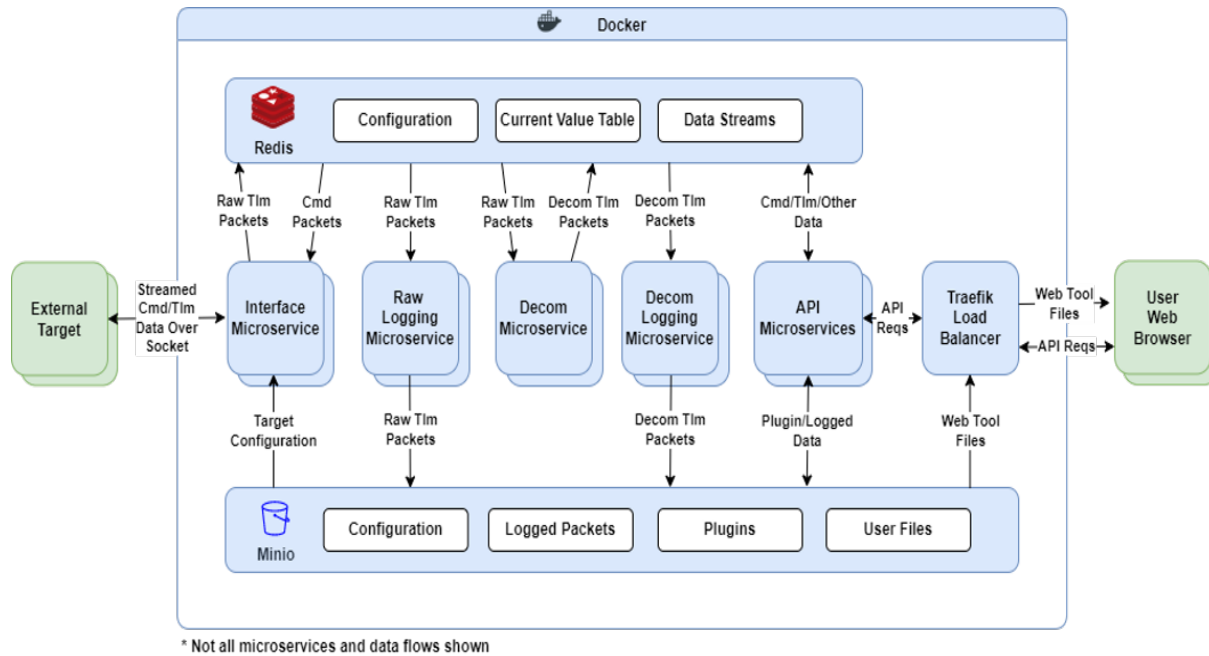 Docker
Redis
Configuration
Current Value Table
Data Streams
Raw Tlm
Packets
Cmd
Packets
Raw Tlm
Packets
Raw Tlm
Packets
Decom Tlm
Packets
Decom Tlm
Packets
Cmd/Tlm/Other
Data
External
Target
Streamed
Cmd/Tlm
Data Over
Socket
Interface
Microservice
Raw
Logging
Microservice
Decom
Microservice
Decom
Logging
Microservice
API
Microservices
API
Reqs
Traefik
Load
Balancer
Web Tool
Files
API Reqs
User
Web
Browser
Target
Configuration
Raw Tlm
Packets
Decom Tlm
Packets
Plugin/Logged
Data
Web Tool
Files
Minio
Configuration
Logged Packets
Plugins
User Files
* Not all microservices and data flows shown